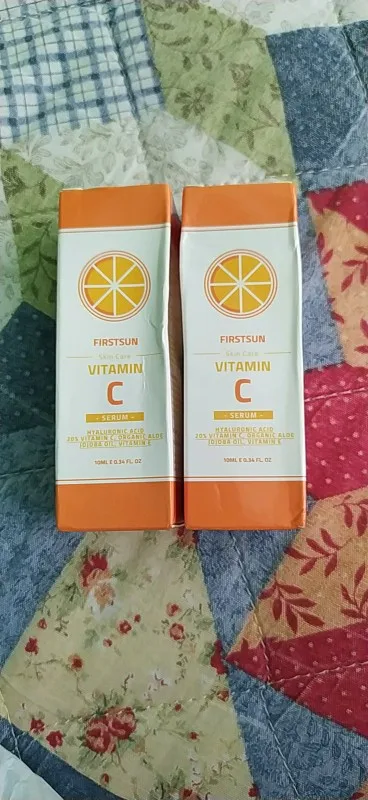 FIRSTSUN
Skin Care
VITAMIN
C
- SERUM -
HYALURONIC ACID
20% VITAMIN C, ORGANIC ALOE
JOJOBA OIL, VITAMIN E
10ML E 0.34 FL. OZ
FIRSTSUN
Skin Care
VITAMIN
C
- SERUM -
HYALURONIC ACID
20% VITAMIN C, ORGANIC ALOE
JOJOBA OIL, VITAMIN E
10ML E 0.34 FL. OZ